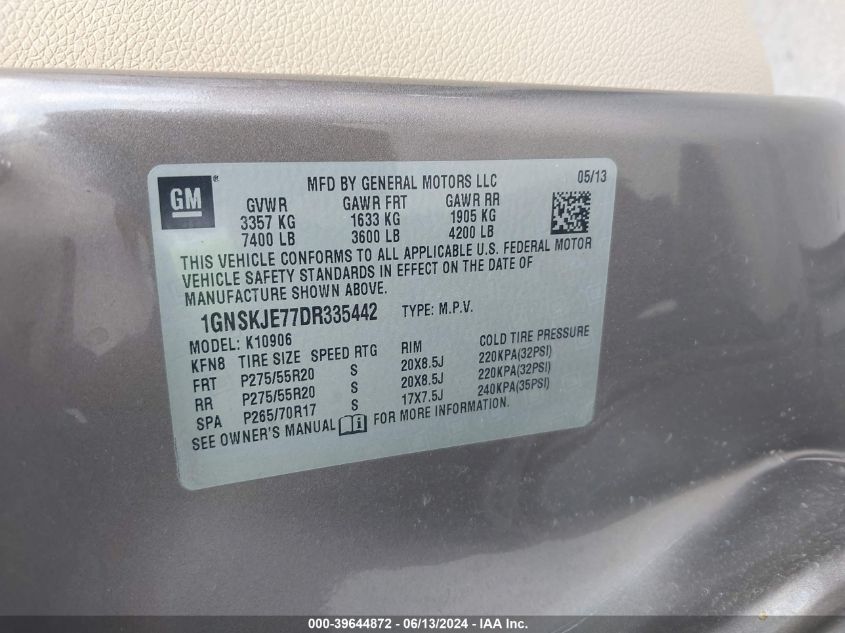 GM
MFD BY GENERAL MOTORS LLC 05/13
GVWR GAWR FRT GAWR RR
3357 KG 1633 KG 1905 KG
7400 LB 3600 LB 4200 LB
THIS VEHICLE CONFORMS TO ALL APPLICABLE U.S. FEDERAL MOTOR
VEHICLE SAFETY STANDARDS IN EFFECT ON THE DATE OF
MANUFACTURE SHOWN ABOVE.
1GNSKJE77DR335442 TYPE: M.P.V.
MODEL: K10906
KFN8 TIRE SIZE SPEED RTG RIM COLD TIRE PRESSURE
FRT P275/55R20 S 20X8.5J 220KPA(32PSI)
RR P275/55R20 S 20X8.5J 220KPA(32PSI)
SPA P265/70R17 S 17X7.5J 240KPA(35PSI)
SEE OWNER'S MANUAL FOR MORE INFORMATION.
000-39644872 - 06/13/2024 - IAA Inc.